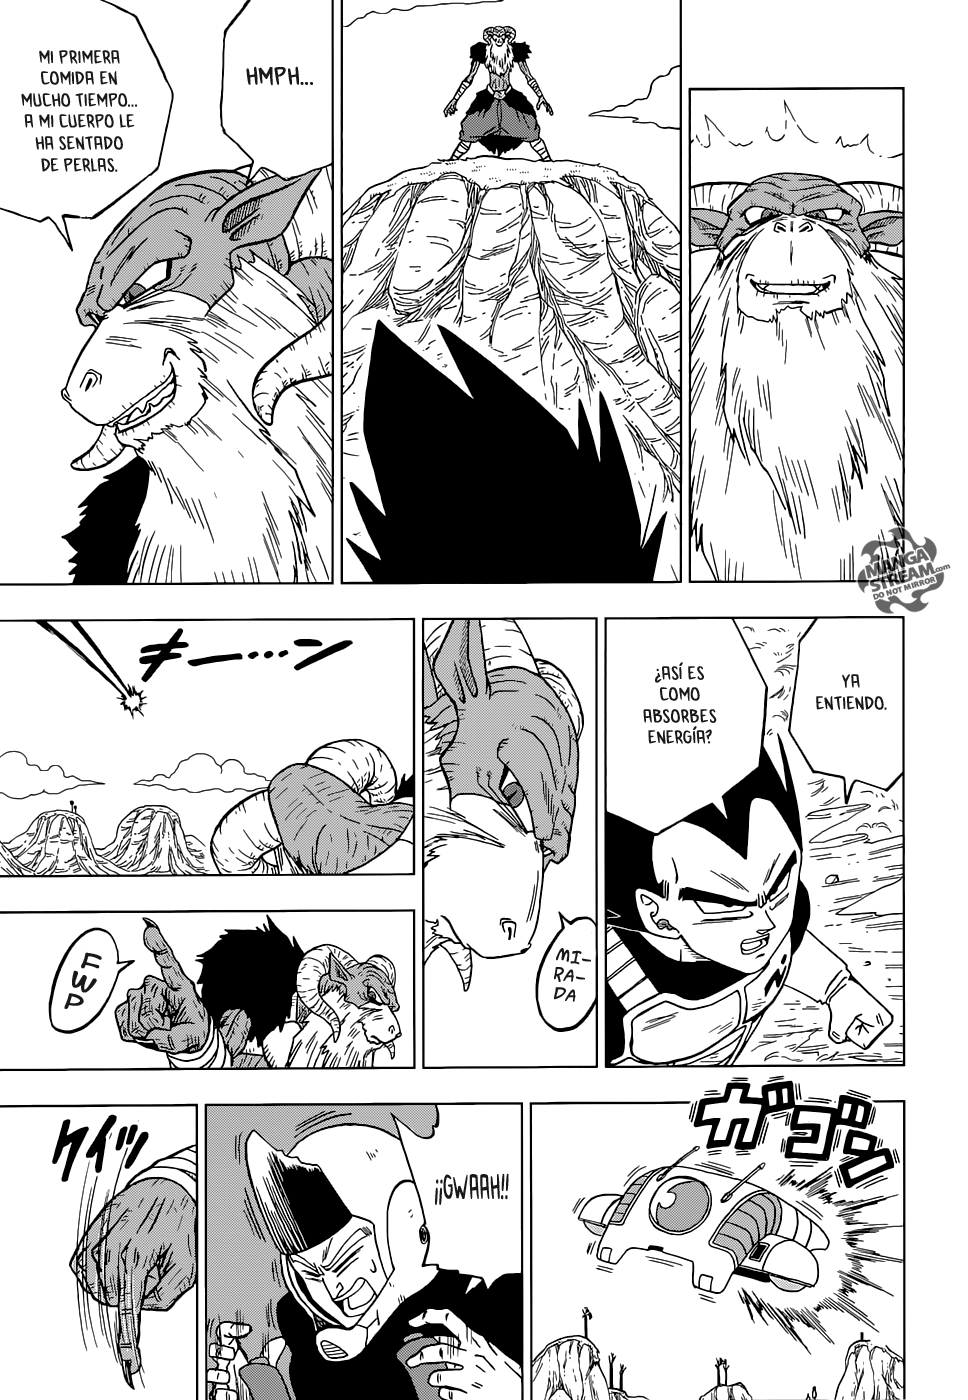 HMPH...
MI PRIMERA
COMIDA EN
MUCHO TIEMPO...
A MI CUERPO LE
HA SENTADO
DE PERLAS.
MANGA
STREAM.com
DO NOT MIRROR
YA
ENTIENDO.
¿ASÍ ES
COMO
ABSORBES
ENERGÍA?
MI-
RA-
DA
キーン
FWP
ガゴン
¡¡GWAAH!!
クイッ